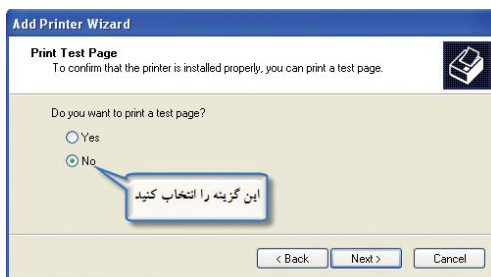 Add Printer Wizard
Print Test Page
To confirm that the printer is installed properly, you can print a test page.
Do you want to print a test page?
Yes
No
این گزینه را انتخاب کنید
< Back
Next >
Cancel